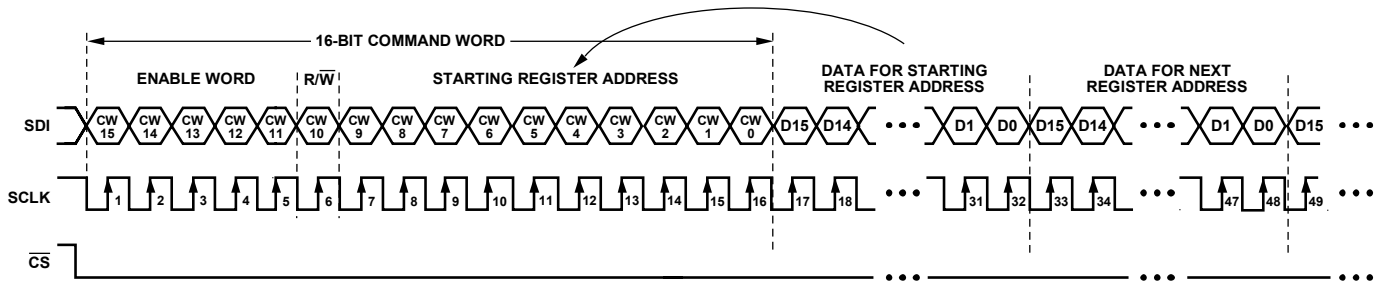 16-BIT COMMAND WORD
ENABLE WORD R/W̅ STARTING REGISTER ADDRESS DATA FOR STARTING REGISTER ADDRESS DATA FOR NEXT REGISTER ADDRESS
SDI CW 15 CW 14 CW 13 CW 12 CW 11 CW 10 CW 9 CW 8 CW 7 CW 6 CW 5 CW 4 CW 3 CW 2 CW 1 CW 0 D15 D14 ••• D1 D0 D15 D14 ••• D1 D0 D15 •••
SCLK 1 2 3 4 5 6 7 8 9 10 11 12 13 14 15 16 17 18 ••• 31 32 33 34 ••• 47 48 49 •••
C̅S̅ ••• ••• •••